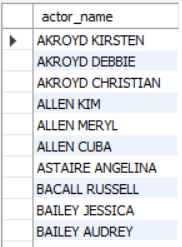 actor_name
AKROYD KIRSTEN
AKROYD DEBBIE
AKROYD CHRISTIAN
ALLEN KIM
ALLEN MERYL
ALLEN CUBA
ASTAIRE ANGELINA
BACALL RUSSELL
BAILEY JESSICA
BAILEY AUDREY